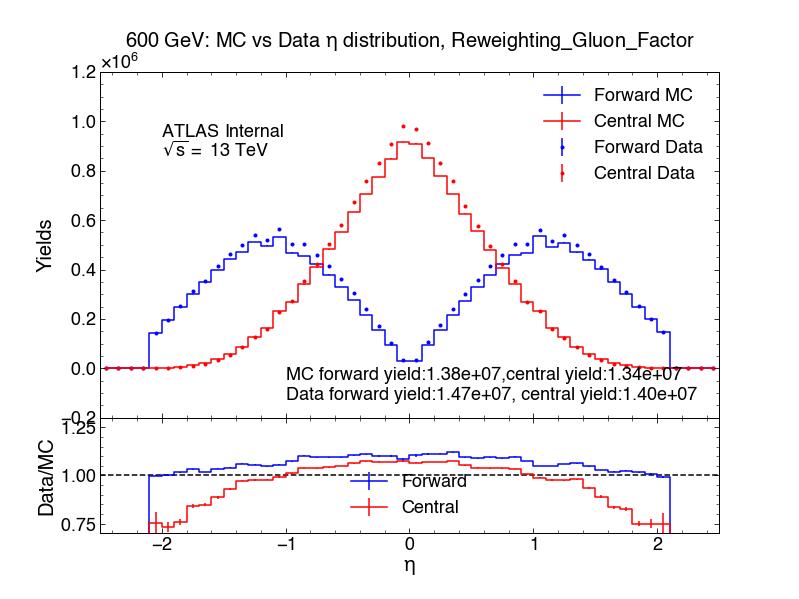 600 GeV: MC vs Data η distribution, Reweighting_Gluon_Factor
×10⁶
1.2
1.0
0.8
0.6
0.4
0.2
0.0
−0.2
Yields
ATLAS Internal
√s = 13 TeV
Forward MC
Central MC
Forward Data
Central Data
MC forward yield:1.38e+07,central yield:1.34e+07
Data forward yield:1.47e+07, central yield:1.40e+07
1.25
1.00
0.75
Data/MC
Forward
Central
−2 −1 0 1 2
η